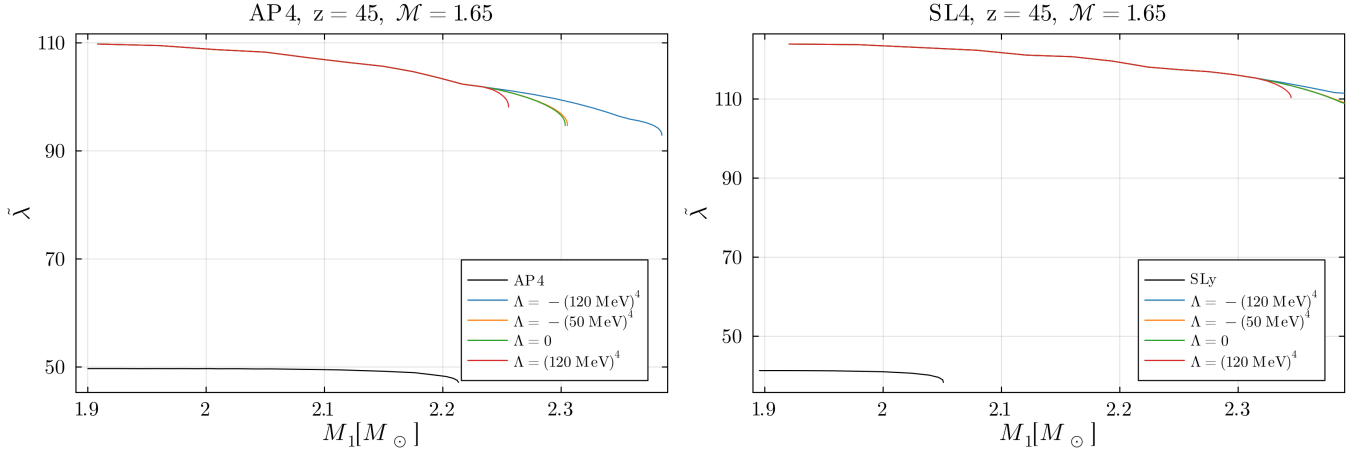 AP4, z = 45, ℳ = 1.65
110
90
70
50
λ̃
1.9
2
2.1
2.2
2.3
M₁[M⊙]
AP4
Λ = −(120 MeV)⁴
Λ = −(50 MeV)⁴
Λ = 0
Λ = (120 MeV)⁴
SL4, z = 45, ℳ = 1.65
110
90
70
50
λ̃
1.9
2
2.1
2.2
2.3
M₁[M⊙]
SLy
Λ = −(120 MeV)⁴
Λ = −(50 MeV)⁴
Λ = 0
Λ = (120 MeV)⁴